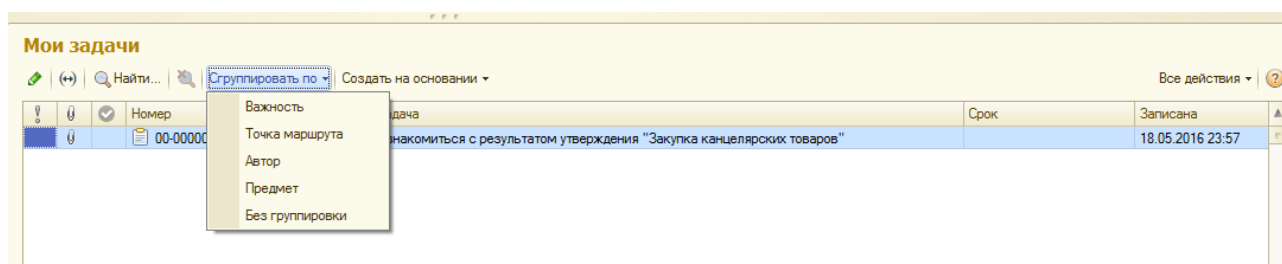 Мои задачи
Найти... Сгруппировать по Создать на основании Все действия
Номер Срок Записана
00-00000 знакомиться с результатом утверждения "Закупка канцелярских товаров" 18.05.2016 23:57
Важность
Точка маршрута
Автор
Предмет
Без группировки